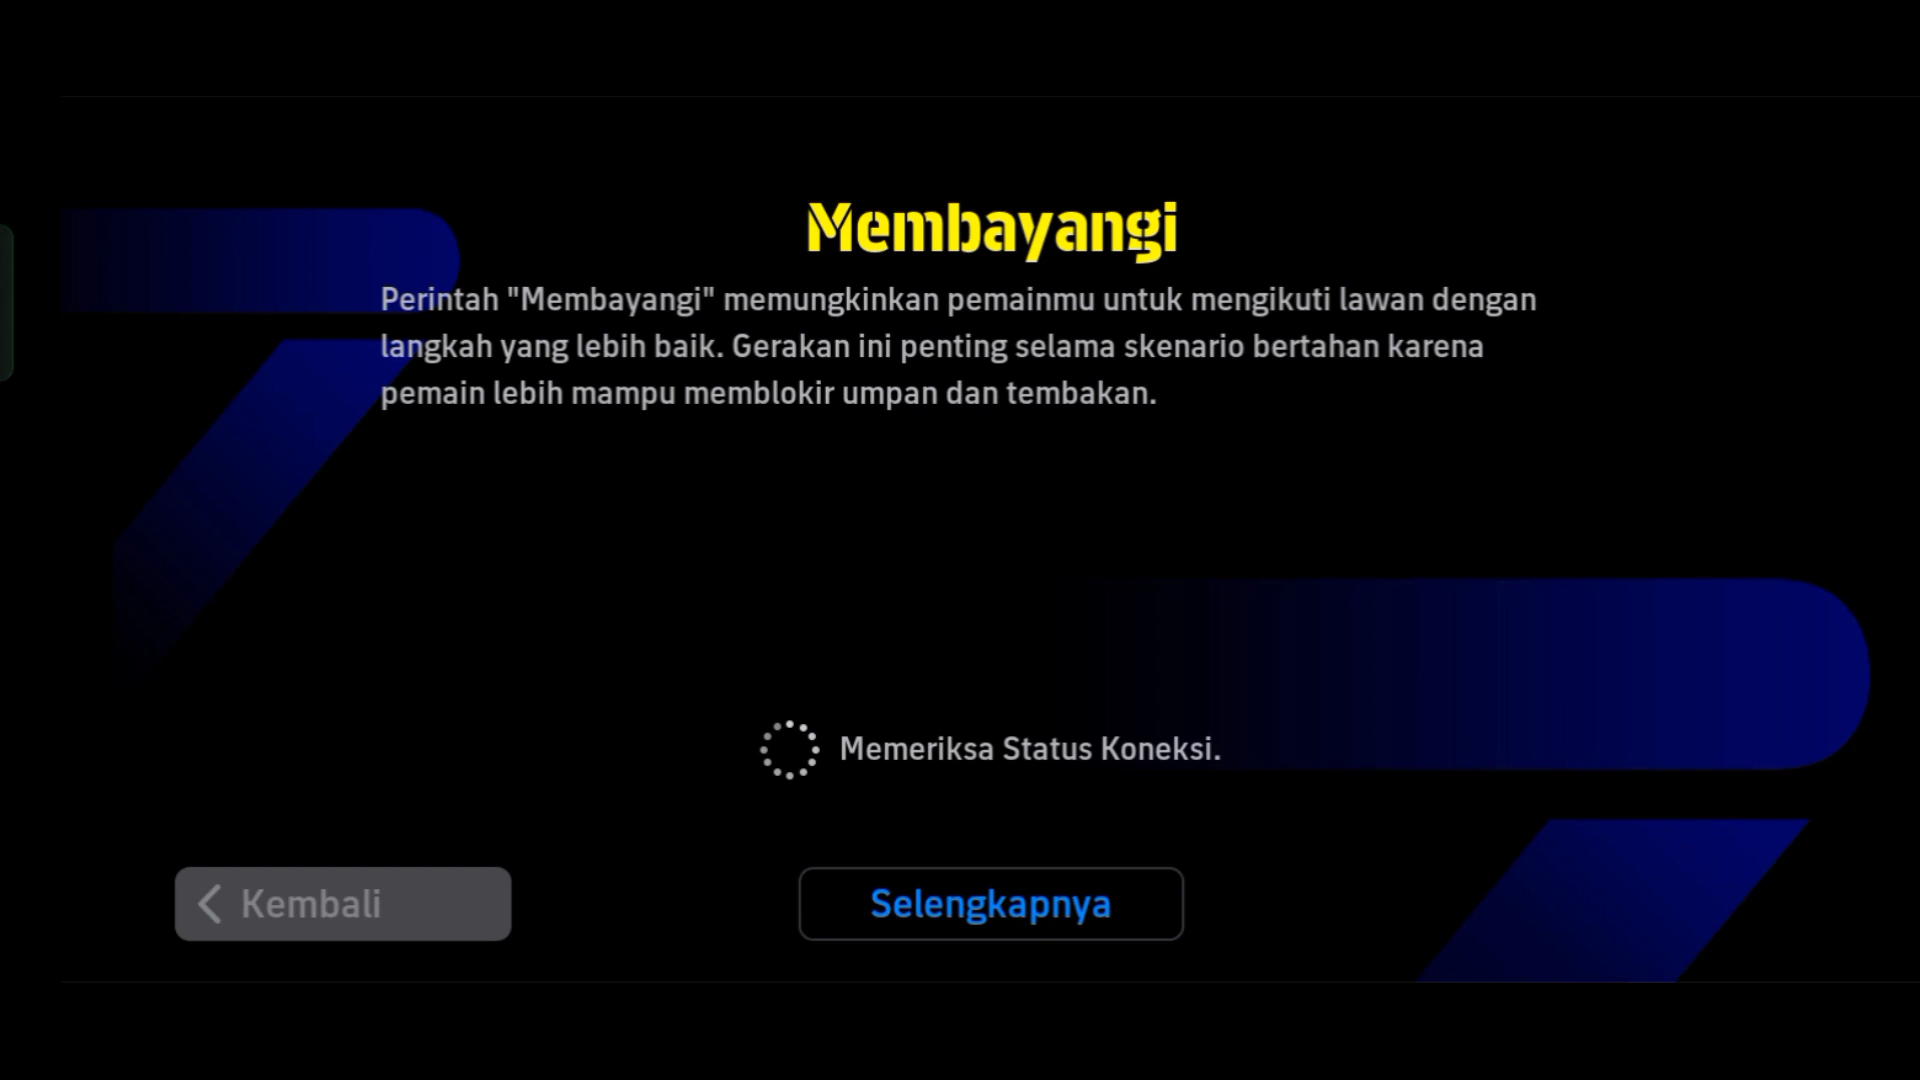 Membayangi
Perintah "Membayangi" memungkinkan pemainmu untuk mengikuti lawan dengan
langkah yang lebih baik. Gerakan ini penting selama skenario bertahan karena
pemain lebih mampu memblokir umpan dan tembakan.
Memeriksa Status Koneksi.
Kembali
Selengkapnya